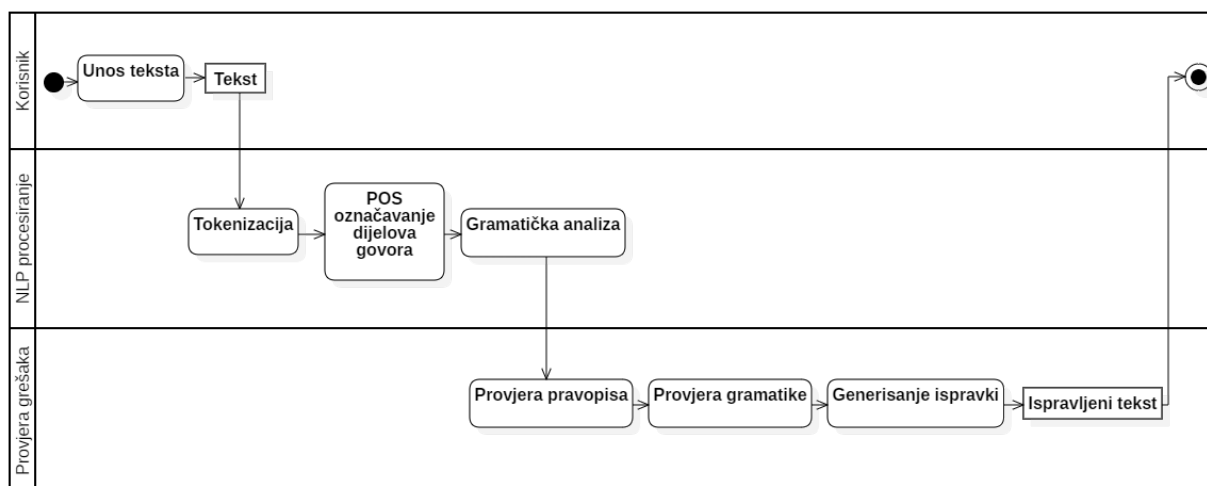 Korisnik
Unos teksta
Tekst
NLP procesiranje
Tokenizacija
POS
označavanje
dijelova
govora
Gramatička analiza
Provjera grešaka
Provjera pravopisa
Provjera gramatike
Generisanje ispravki
Ispravljeni tekst